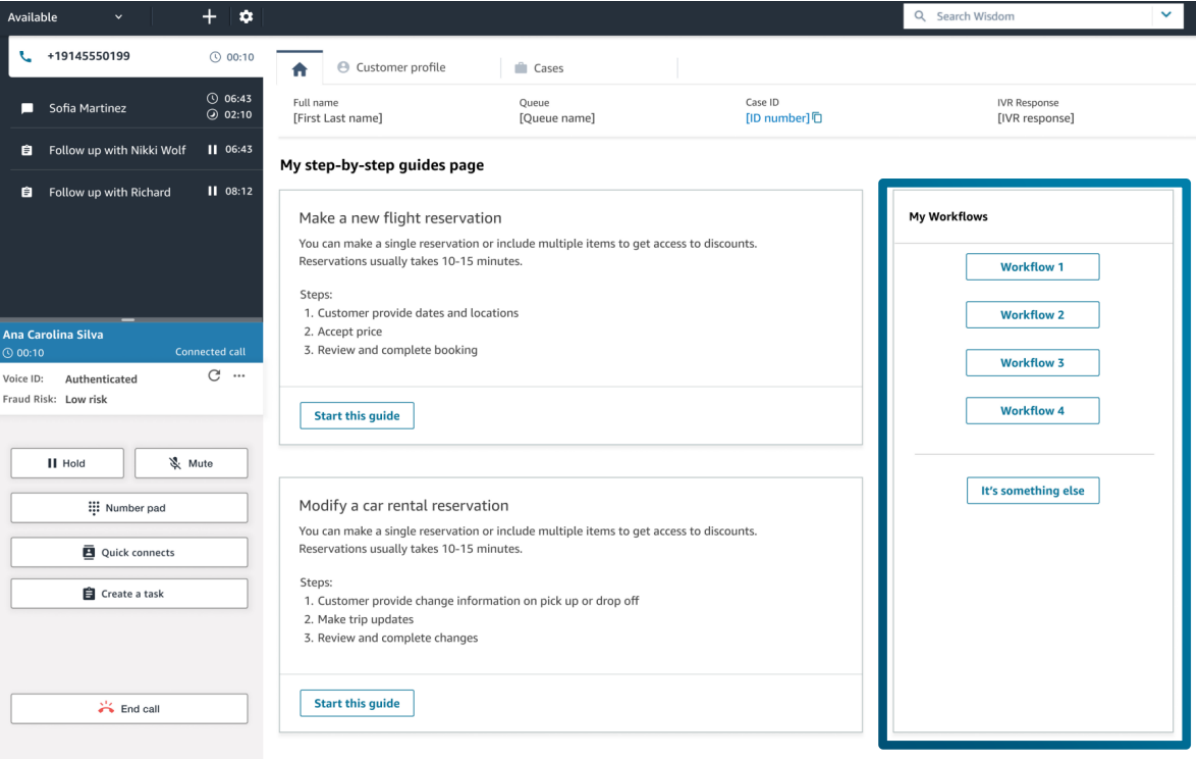 Available
Search Wisdom
+19145550199 00:10
Sofia Martinez 06:43
02:10
Follow up with Nikki Wolf 06:43
Follow up with Richard 08:12
Ana Carolina Silva
00:10 Connected call
Voice ID: Authenticated
Fraud Risk: Low risk
Hold Mute
Number pad
Quick connects
Create a task
End call
Customer profile Cases
Full name Queue Case ID IVR Response
[First Last name] [Queue name] [ID number] [IVR response]
My step-by-step guides page
Make a new flight reservation
You can make a single reservation or include multiple items to get access to discounts.
Reservations usually takes 10-15 minutes.
Steps:
1. Customer provide dates and locations
2. Accept price
3. Review and complete booking
Start this guide
Modify a car rental reservation
You can make a single reservation or include multiple items to get access to discounts.
Reservations usually takes 10-15 minutes.
Steps:
1. Customer provide change information on pick up or drop off
2. Make trip updates
3. Review and complete changes
Start this guide
My Workflows
Workflow 1
Workflow 2
Workflow 3
Workflow 4
It's something else